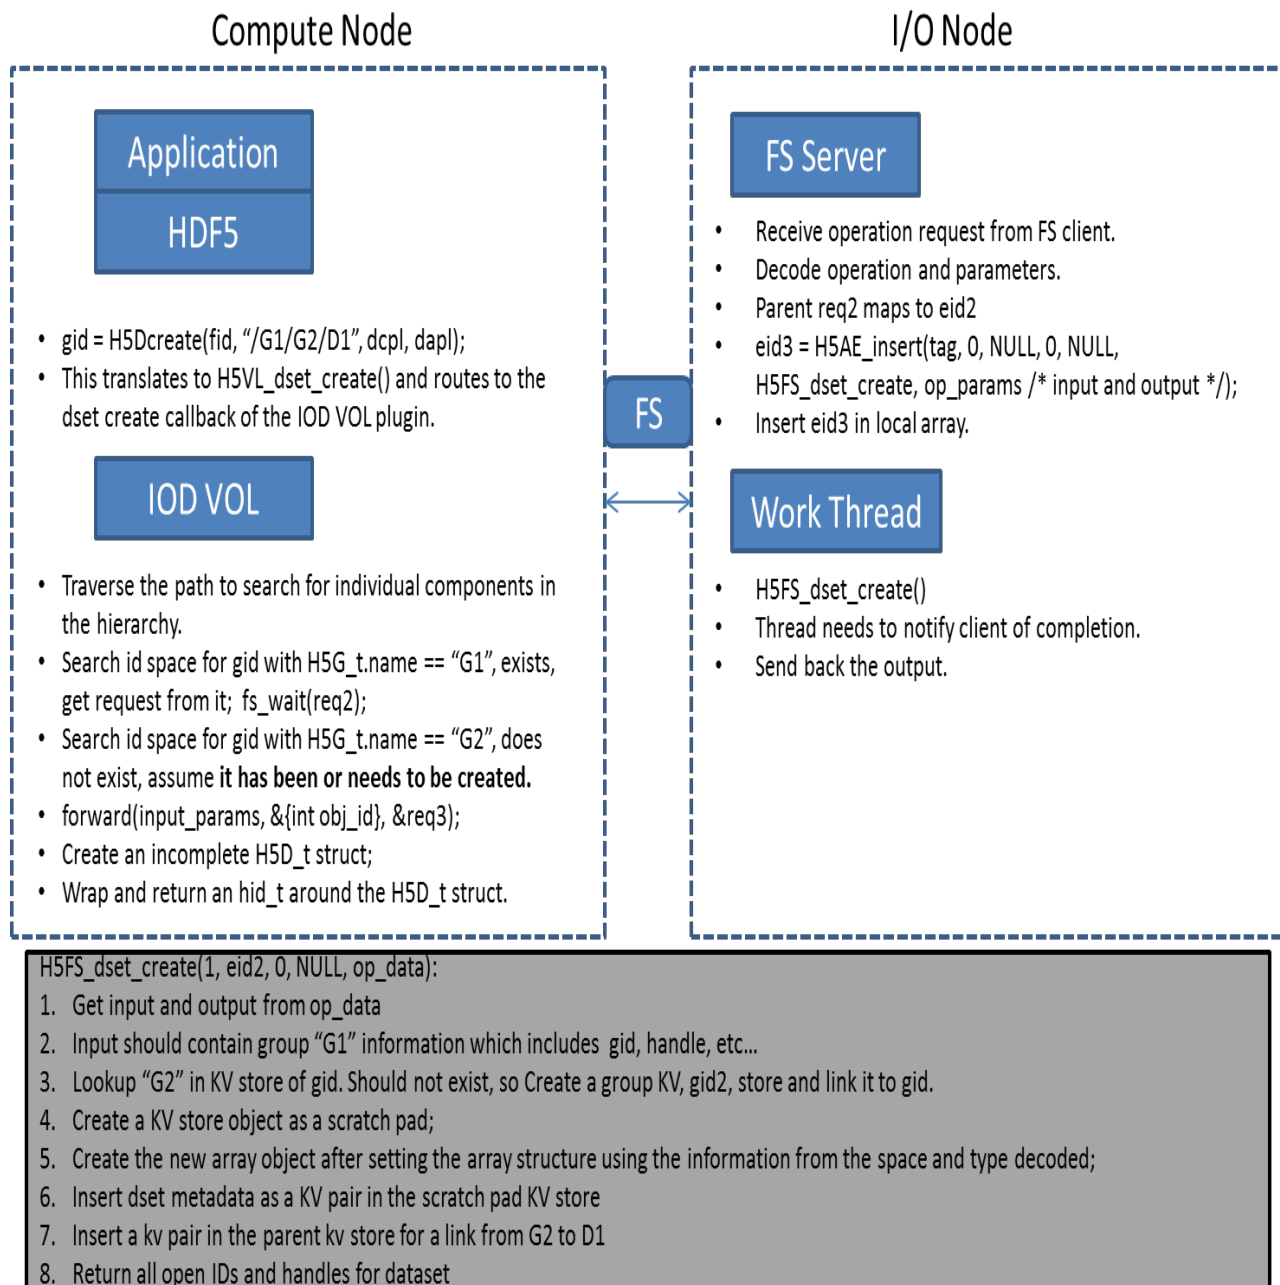 Compute Node
I/O Node
Application
HDF5
• gid = H5Dcreate(fid, “/G1/G2/D1”, dcpl, dapl);
• This translates to H5VL_dset_create() and routes to the
dset create callback of the IOD VOL plugin.
IOD VOL
• Traverse the path to search for individual components in
the hierarchy.
• Search id space for gid with H5G_t.name == “G1”, exists,
get request from it; fs_wait(req2);
• Search id space for gid with H5G_t.name == “G2”, does
not exist, assume it has been or needs to be created.
• forward(input_params, &{int obj_id}, &req3);
• Create an incomplete H5D_t struct;
• Wrap and return an hid_t around the H5D_t struct.
FS
FS Server
• Receive operation request from FS client.
• Decode operation and parameters.
• Parent req2 maps to eid2
• eid3 = H5AE_insert(tag, 0, NULL, 0, NULL,
H5FS_dset_create, op_params /* input and output */);
• Insert eid3 in local array.
Work Thread
• H5FS_dset_create()
• Thread needs to notify client of completion.
• Send back the output.
H5FS_dset_create(1, eid2, 0, NULL, op_data):
1. Get input and output from op_data
2. Input should contain group “G1” information which includes gid, handle, etc...
3. Lookup “G2” in KV store of gid. Should not exist, so Create a group KV, gid2, store and link it to gid.
4. Create a KV store object as a scratch pad;
5. Create the new array object after setting the array structure using the information from the space and type decoded;
6. Insert dset metadata as a KV pair in the scratch pad KV store
7. Insert a kv pair in the parent kv store for a link from G2 to D1
8. Return all open IDs and handles for dataset